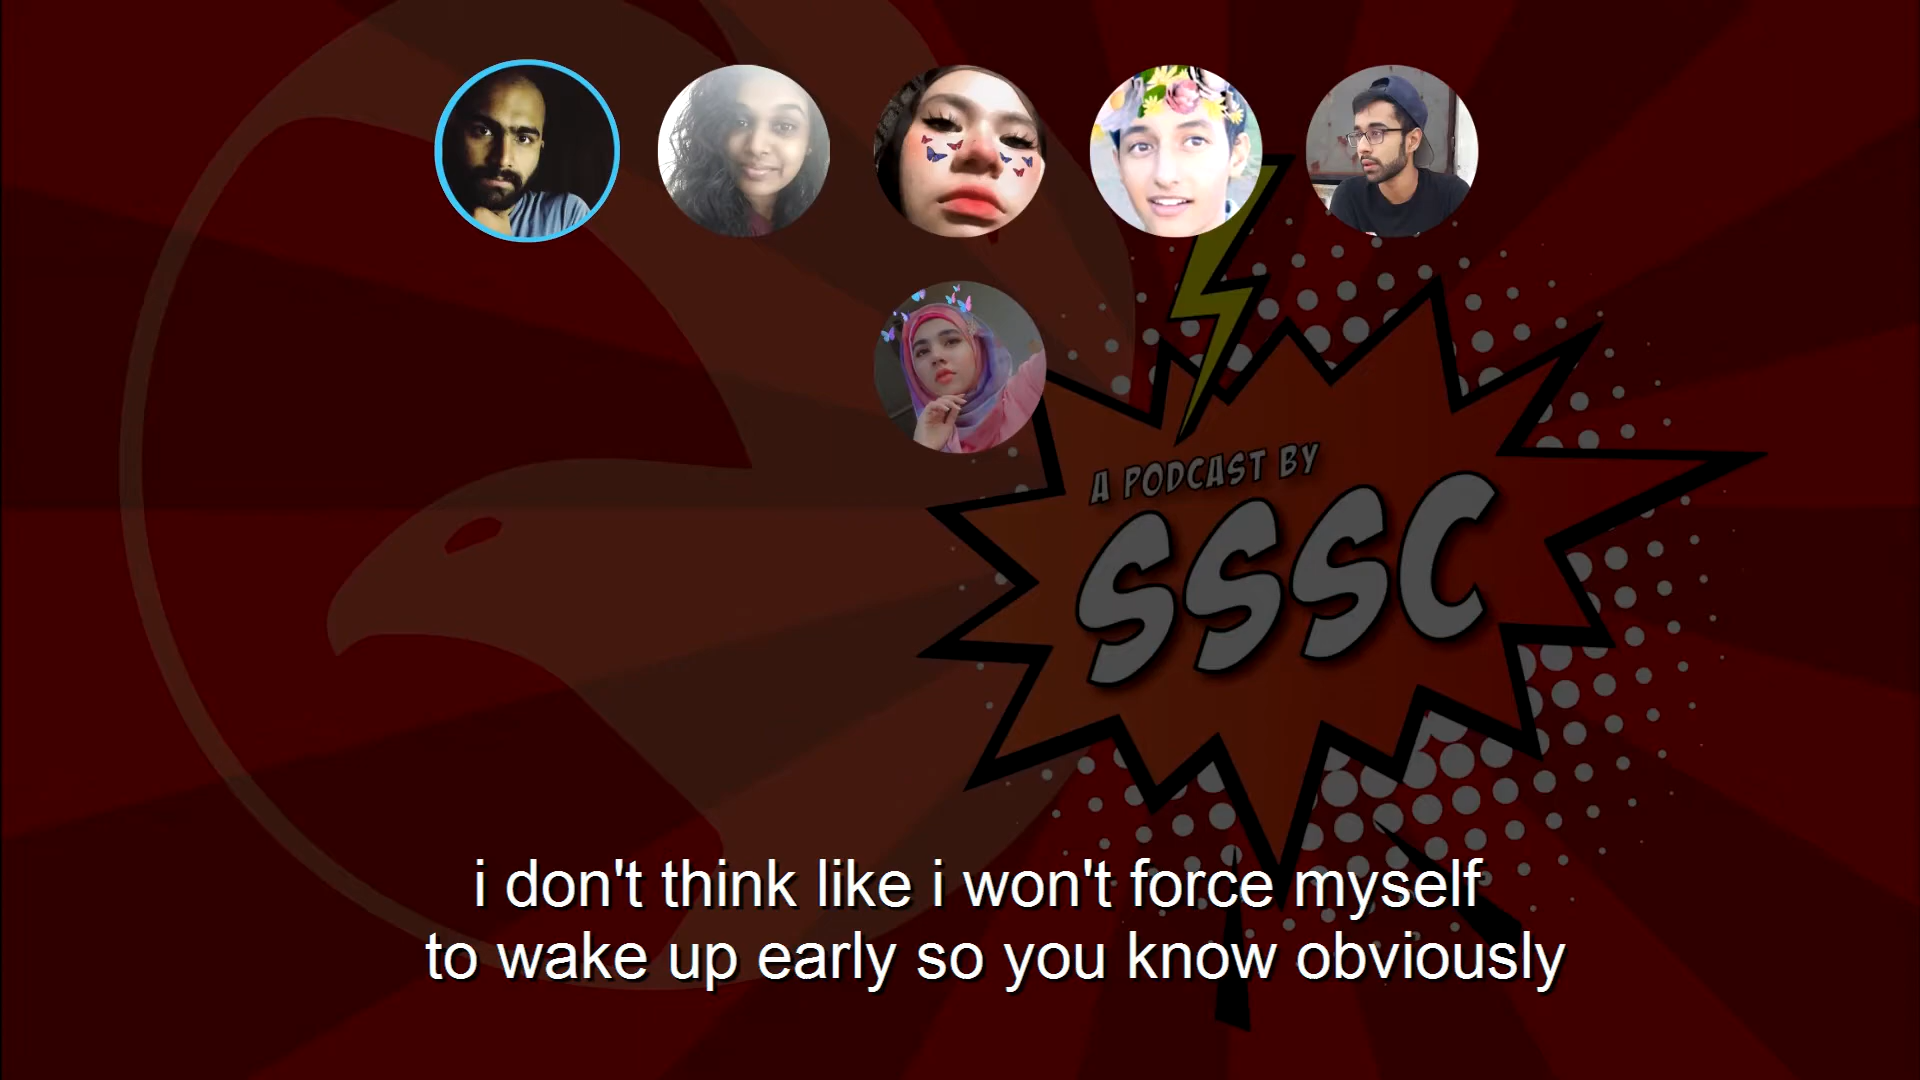 A PODCAST BY
SSSC
i don't think like i won't force myself
to wake up early so you know obviously